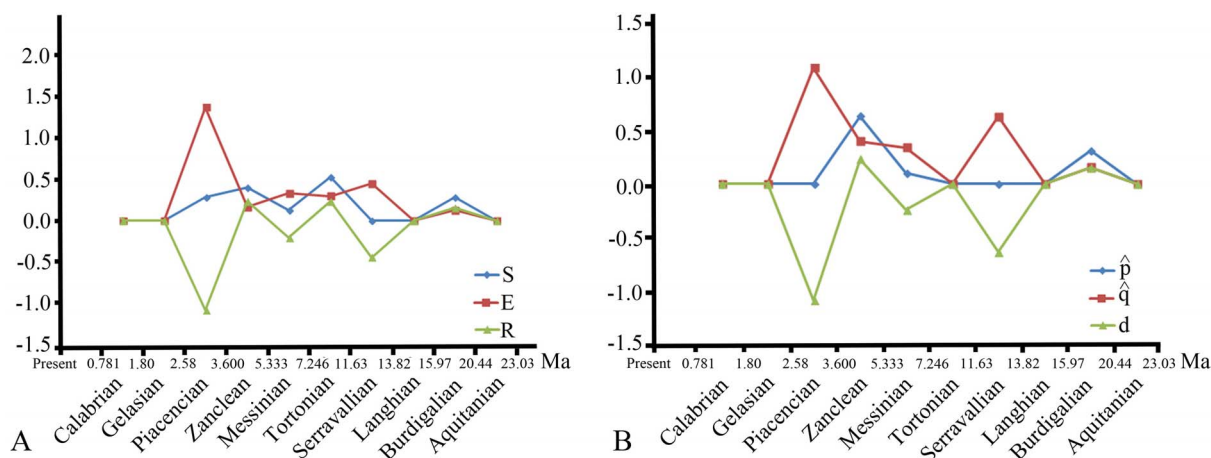 2.0
1.5
1.0
0.5
0.0
-0.5
-1.0
-1.5
S
E
R
Present 0.781 1.80 2.58 3.600 5.333 7.246 11.63 13.82 15.97 20.44 23.03 Ma
Calabrian
Gelasian
Piacencian
Zanclean
Messinian
Tortonian
Serravallian
Langhian
Burdigalian
Aquitanian
A
1.5
1.0
0.5
0.0
-0.5
-1.0
-1.5
p̂
q̂
d
Present 0.781 1.80 2.58 3.600 5.333 7.246 11.63 13.82 15.97 20.44 23.03 Ma
Calabrian
Gelasian
Piacencian
Zanclean
Messinian
Tortonian
Serravallian
Langhian
Burdigalian
Aquitanian
B